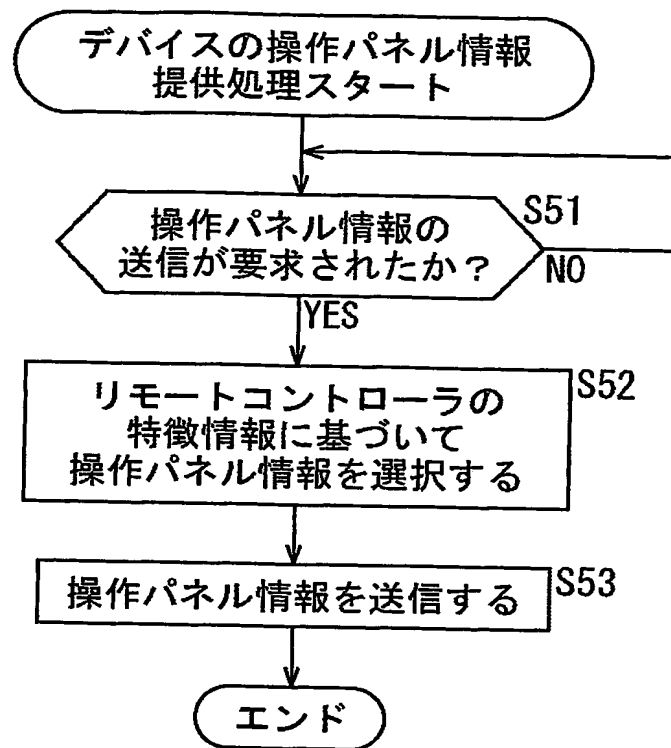 デバイスの操作パネル情報
提供処理スタート
操作パネル情報の
送信が要求されたか？
S51
NO
YES
リモートコントローラの
特徴情報に基づいて
操作パネル情報を選択する
S52
操作パネル情報を送信する
S53
エンド